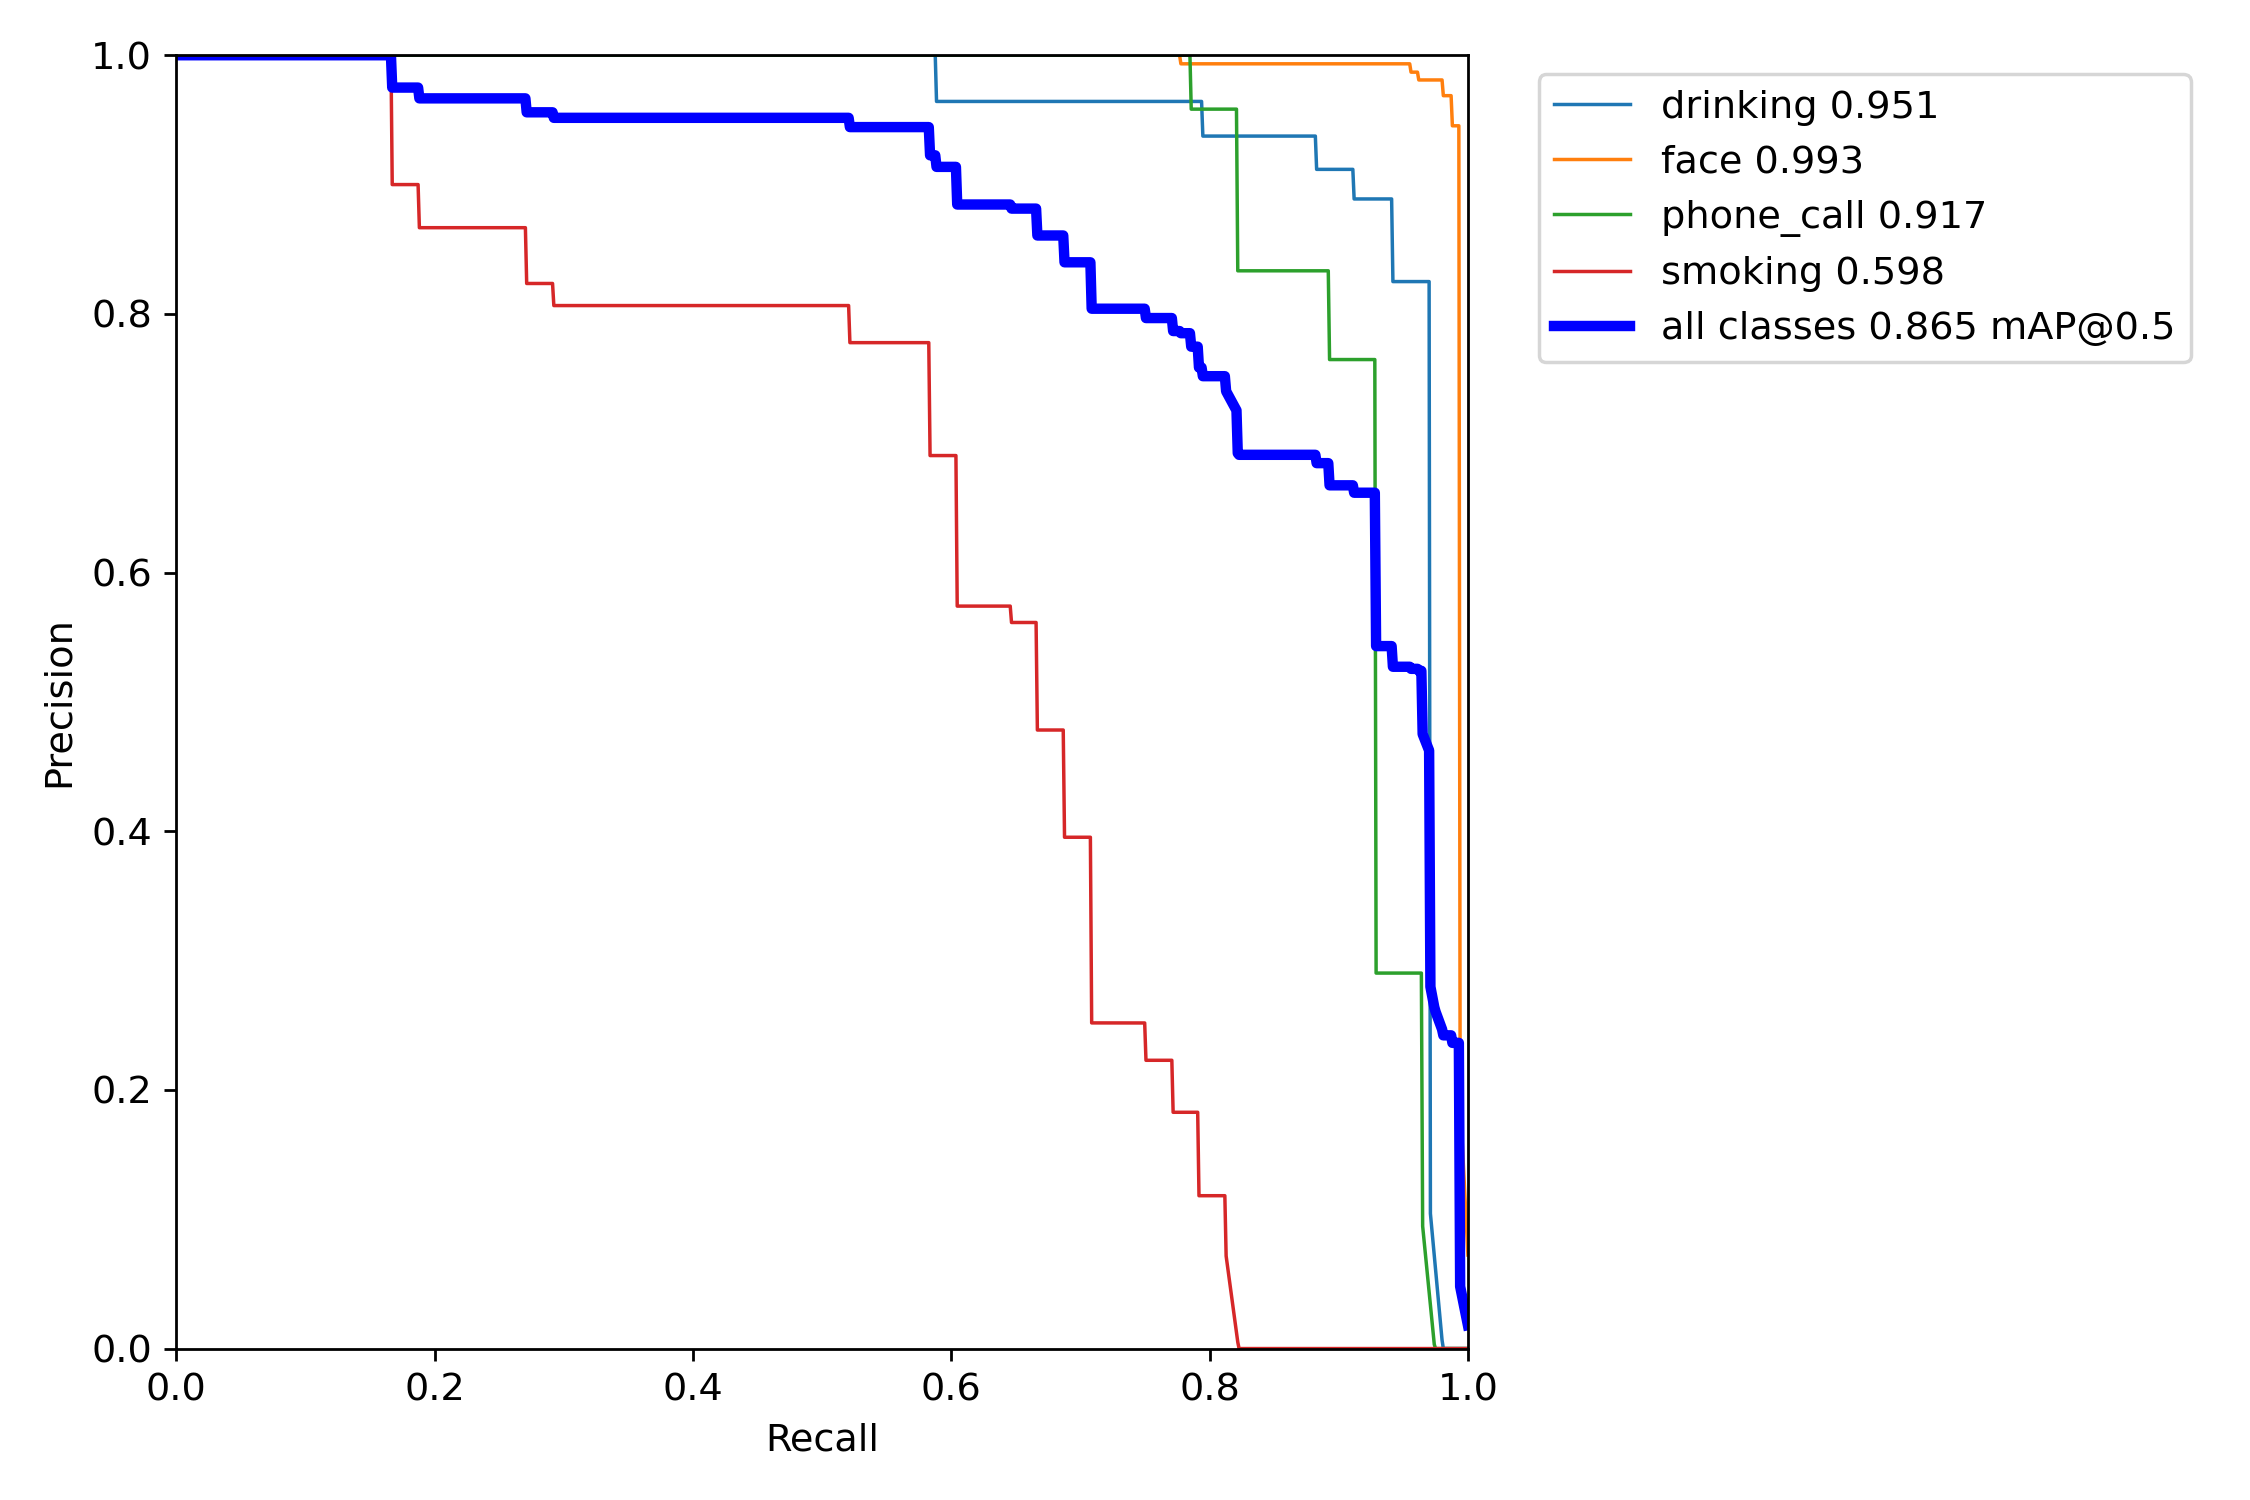 1.0
0.8
0.6
0.4
0.2
0.0
Precision
0.0 0.2 0.4 0.6 0.8 1.0
Recall
drinking 0.951
face 0.993
phone_call 0.917
smoking 0.598
all classes 0.865 mAP@0.5